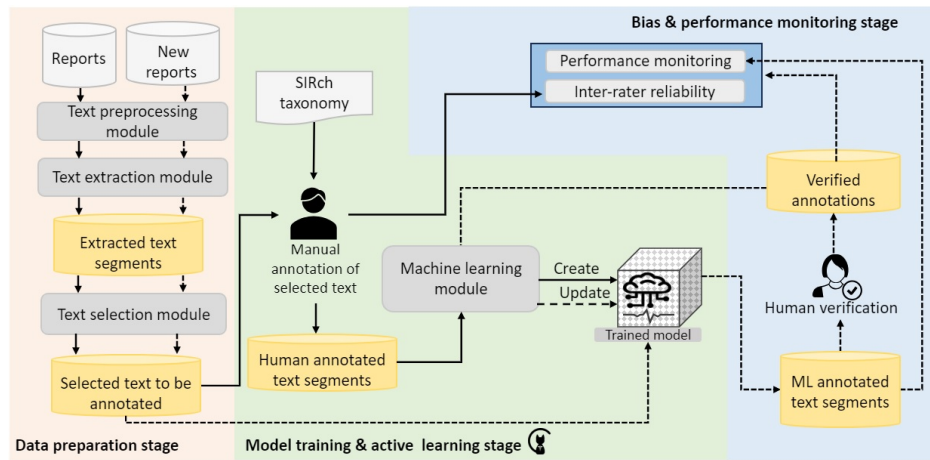 Bias & performance monitoring stage
Reports
New
reports
Text preprocessing
module
Text extraction module
Extracted text
segments
Text selection module
Selected text to be
annotated
Data preparation stage
SIRch
taxonomy
Manual
annotation of
selected text
Human annotated
text segments
Machine learning
module
Create
Update
Trained model
Model training & active learning stage
Performance monitoring
Inter-rater reliability
Verified
annotations
Human verification
ML annotated
text segments